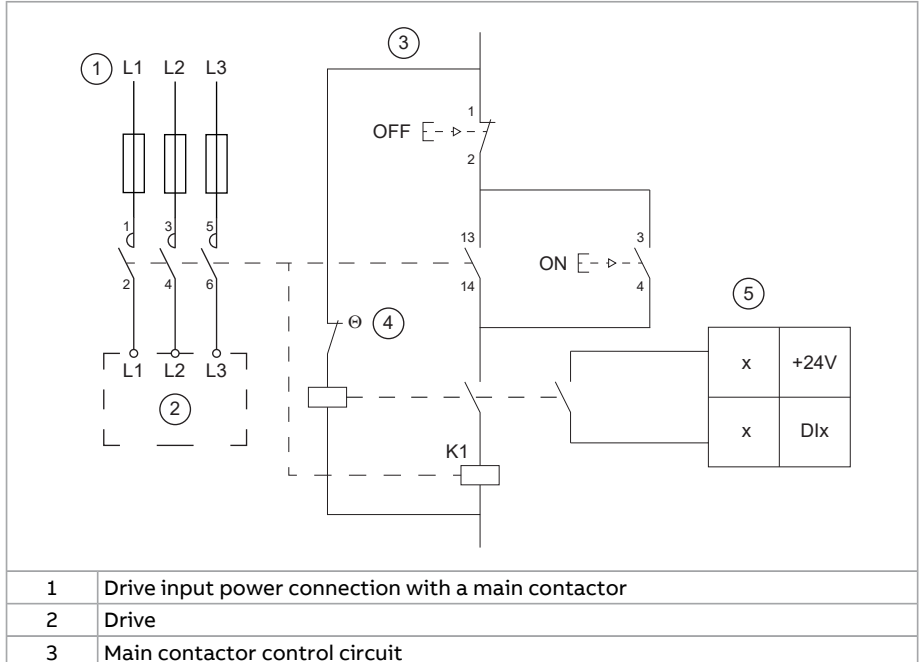 3
1 L1 L2 L3
1
OFF
2
1 3 5
13
3
ON
2 4 6
14
4
5
Θ 4
L1 L2 L3
x +24V
2
x DIx
K1
1 Drive input power connection with a main contactor
2 Drive
3 Main contactor control circuit